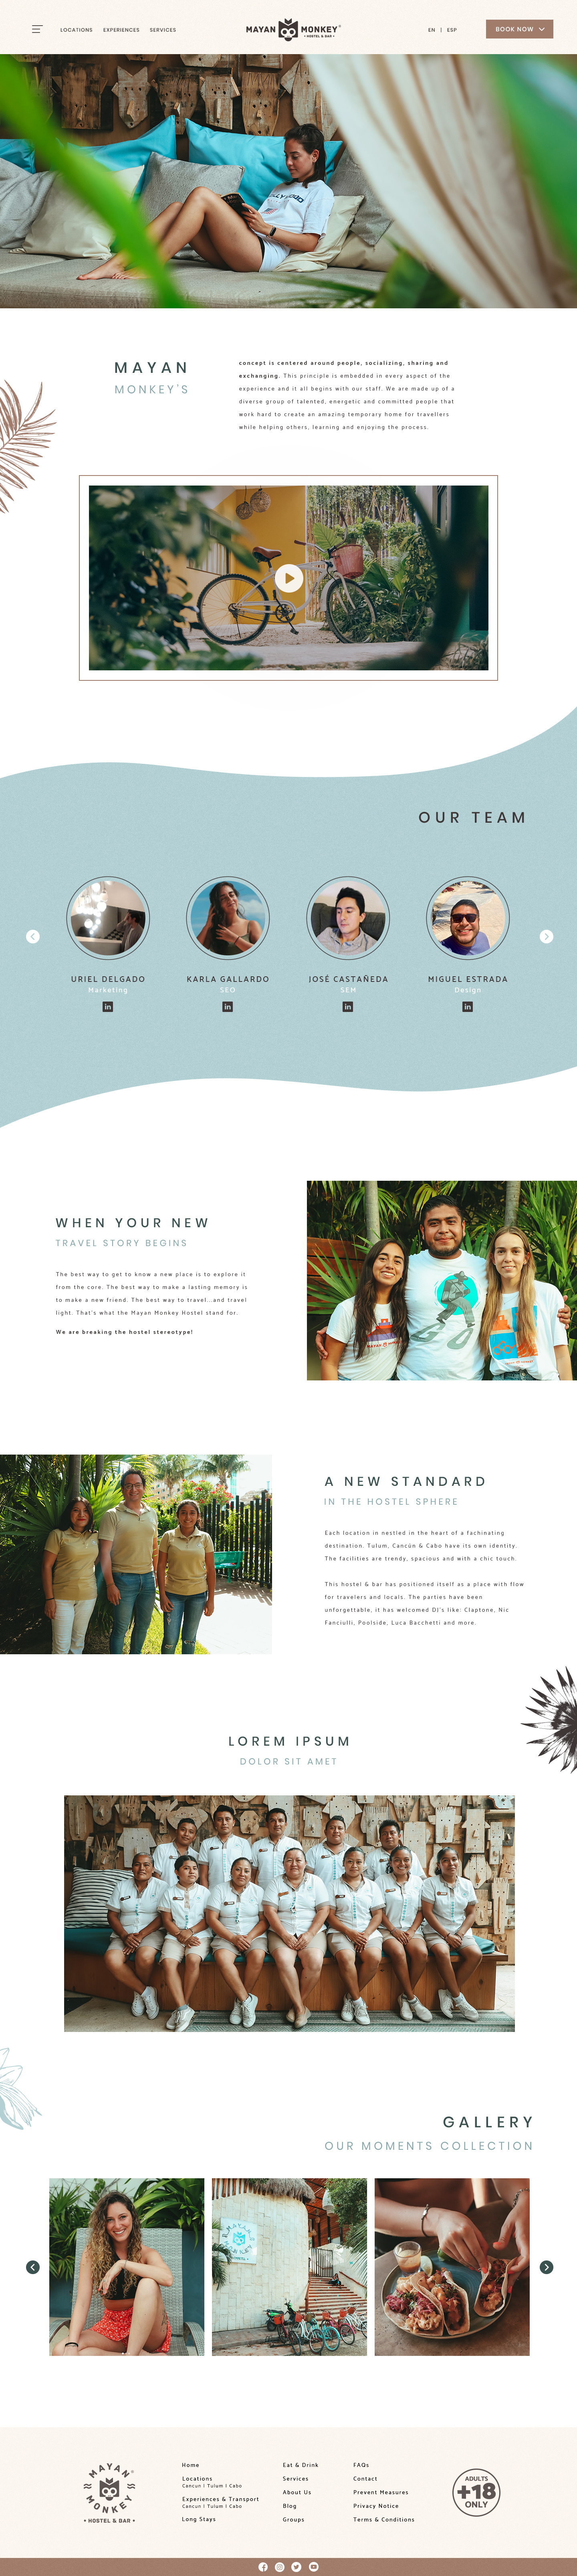 LOCATIONS EXPERIENCES SERVICES
MAYAN MONKEY
HOSTEL & BAR
EN | ESP
BOOK NOW
MAYAN
MONKEY'S
concept is centered around people, socializing, sharing and
exchanging. This principle is embedded in every aspect of the
experience and it all begins with our staff. We are made up of a
diverse group of talented, energetic and committed people that
work hard to create an amazing temporary home for travellers
while helping others, learning and enjoying the process.
OUR TEAM
URIEL DELGADO
Marketing
in
KARLA GALLARDO
SEO
in
JOSÉ CASTAÑEDA
SEM
in
MIGUEL ESTRADA
Design
in
WHEN YOUR NEW
TRAVEL STORY BEGINS
The best way to get to know a new place is to explore it
from the core. The best way to make a lasting memory is
to make a new friend. The best way to travel...and travel
light. That's what the Mayan Monkey Hostel stand for.
We are breaking the hostel stereotype!
A NEW STANDARD
IN THE HOSTEL SPHERE
Each location in nestled in the heart of a fachinating
destination. Tulum, Cancún & Cabo have its own identity.
The facilities are trendy, spacious and with a chic touch.
This hostel & bar has positioned itself as a place with flow
for travelers and locals. The parties have been
unforgettable, it has welcomed DJ's like: Claptone, Nic
Fanciulli, Poolside, Luca Bacchetti and more.
LOREM IPSUM
DOLOR SIT AMET
GALLERY
OUR MOMENTS COLLECTION
MAYAN
MONKEY
MAYAN
MONKEY
• HOSTEL & BAR •
Home
Locations
Cancun | Tulum | Cabo
Experiences & Transport
Cancun | Tulum | Cabo
Long Stays
Eat & Drink
Services
About Us
Blog
Groups
FAQs
Contact
Prevent Measures
Privacy Notice
Terms & Conditions
ADULTS
+18
ONLY